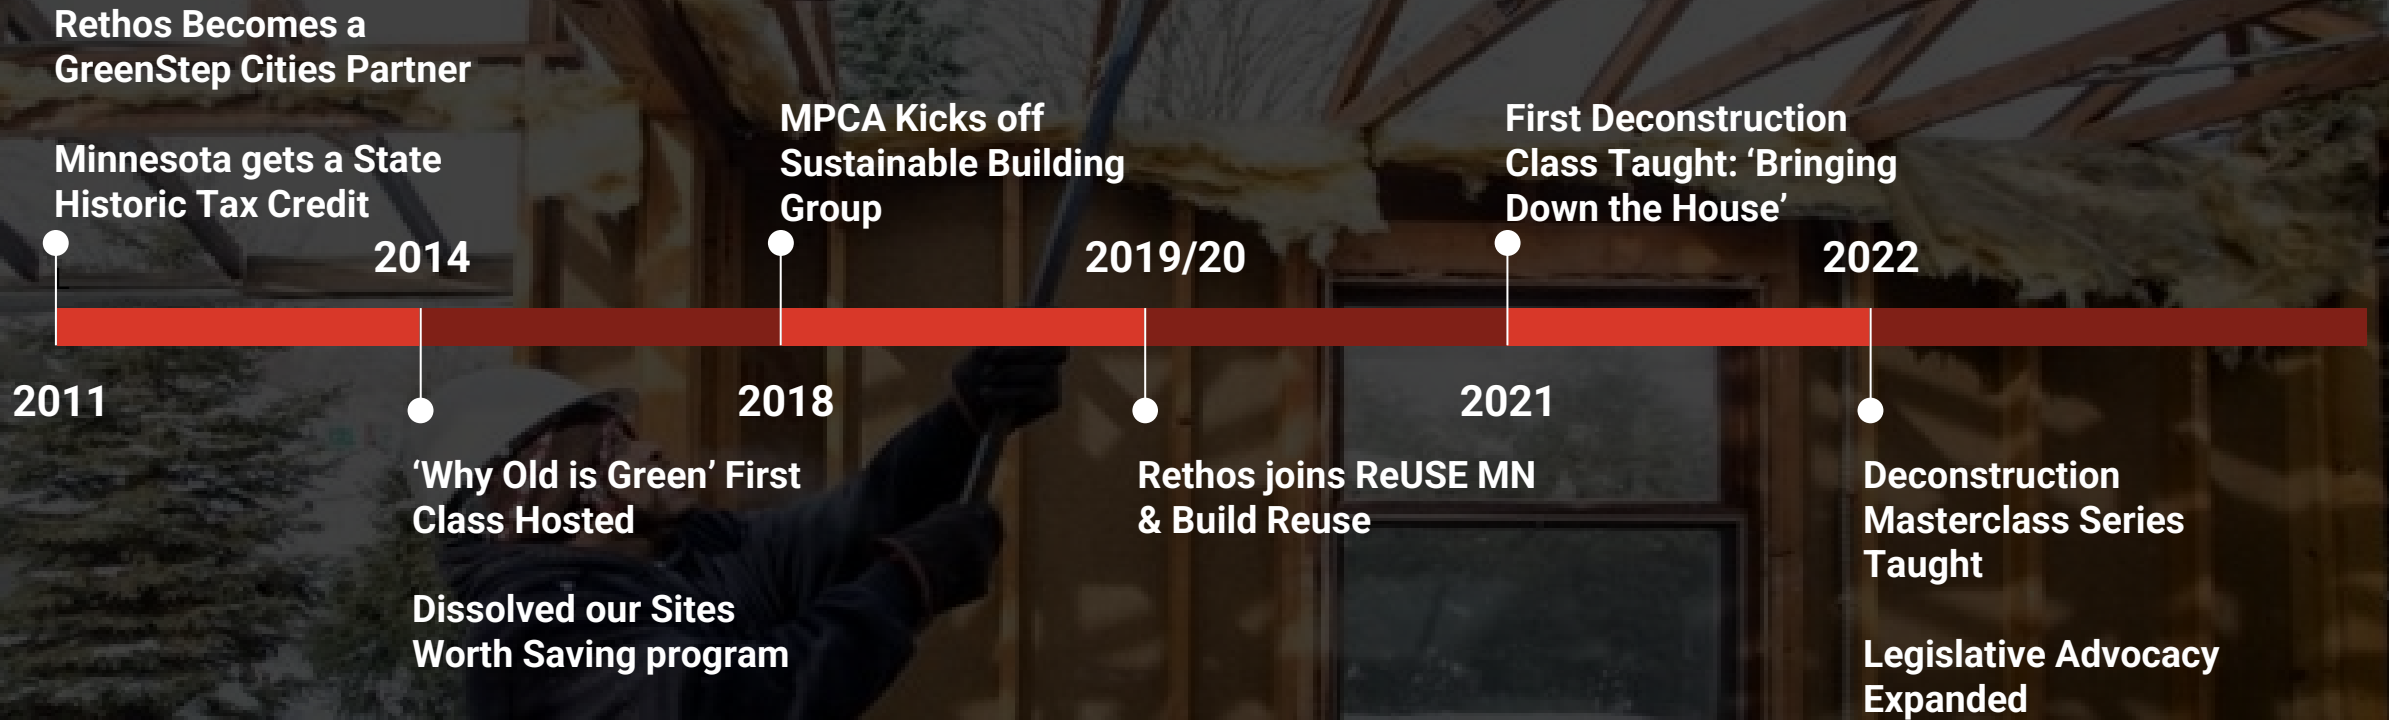 Rethos Becomes a
GreenStep Cities Partner
Minnesota gets a State
Historic Tax Credit
2011
2014
‘Why Old is Green’ First
Class Hosted
Dissolved our Sites
Worth Saving program
MPCA Kicks off
Sustainable Building
Group
2018
2019/20
Rethos joins ReUSE MN
& Build Reuse
First Deconstruction
Class Taught: ‘Bringing
Down the House’
2021
2022
Deconstruction
Masterclass Series
Taught
Legislative Advocacy
Expanded